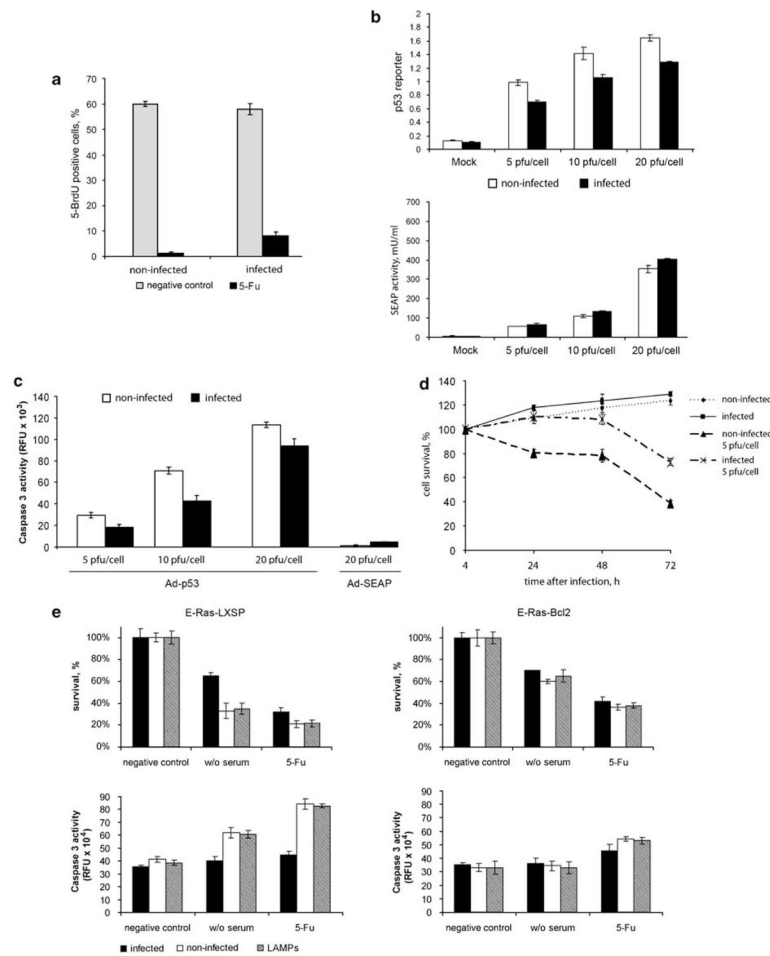 a
5-BrdU positive cells, %
70
60
50
40
30
20
10
0
non-infected infected
negative control 5-Fu
b
p53 reporter
2
1.8
1.6
1.4
1.2
1
0.8
0.6
0.4
0.2
0
Mock 5 pfu/cell 10 pfu/cell 20 pfu/cell
non-infected infected
SEAP activity, mU/ml
700
600
500
400
300
200
100
0
Mock 5 pfu/cell 10 pfu/cell 20 pfu/cell
c
Caspase 3 activity (RFU x 10³)
140
120
100
80
60
40
20
0
non-infected infected
5 pfu/cell 10 pfu/cell 20 pfu/cell 20 pfu/cell
Ad-p53 Ad-SEAP
d
cell survival, %
140
120
100
80
60
40
20
0
4 24 48 72
time after infection, h
non-infected
infected
non-infected
5 pfu/cell
infected
5 pfu/cell
e
E-Ras-LXSP
survival, %
100%
80%
60%
40%
20%
0%
negative control w/o serum 5-Fu
E-Ras-Bcl2
survival, %
100%
80%
60%
40%
20%
0%
negative control w/o serum 5-Fu
Caspase 3 activity
(RFU x 10⁴)
90
80
70
60
50
40
30
20
10
0
negative control w/o serum 5-Fu
Caspase 3 activity
(RFU x 10⁴)
90
80
70
60
50
40
30
20
10
0
negative control w/o serum 5-Fu
infected non-infected LAMPs